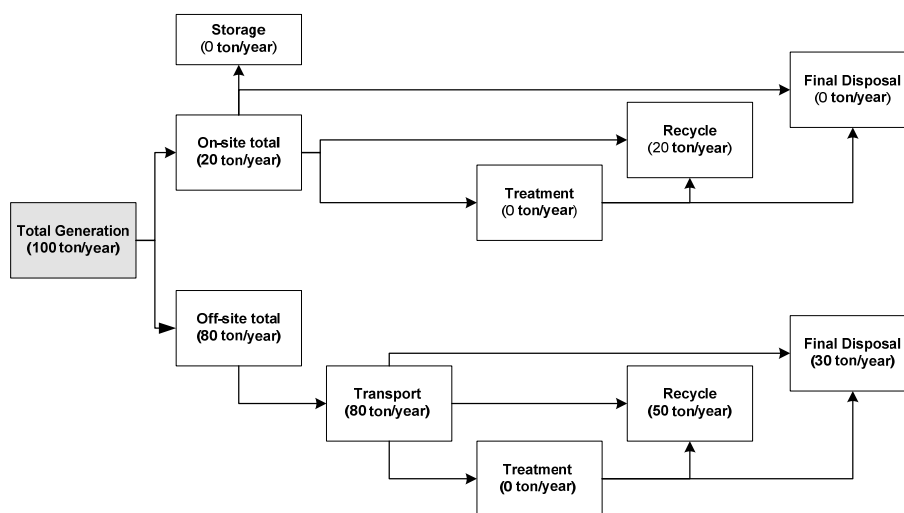 Storage
(0 ton/year)
Final Disposal
(0 ton/year)
On-site total
(20 ton/year)
Recycle
(20 ton/year)
Treatment
(0 ton/year)
Total Generation
(100 ton/year)
Off-site total
(80 ton/year)
Final Disposal
(30 ton/year)
Transport
(80 ton/year)
Recycle
(50 ton/year)
Treatment
(0 ton/year)